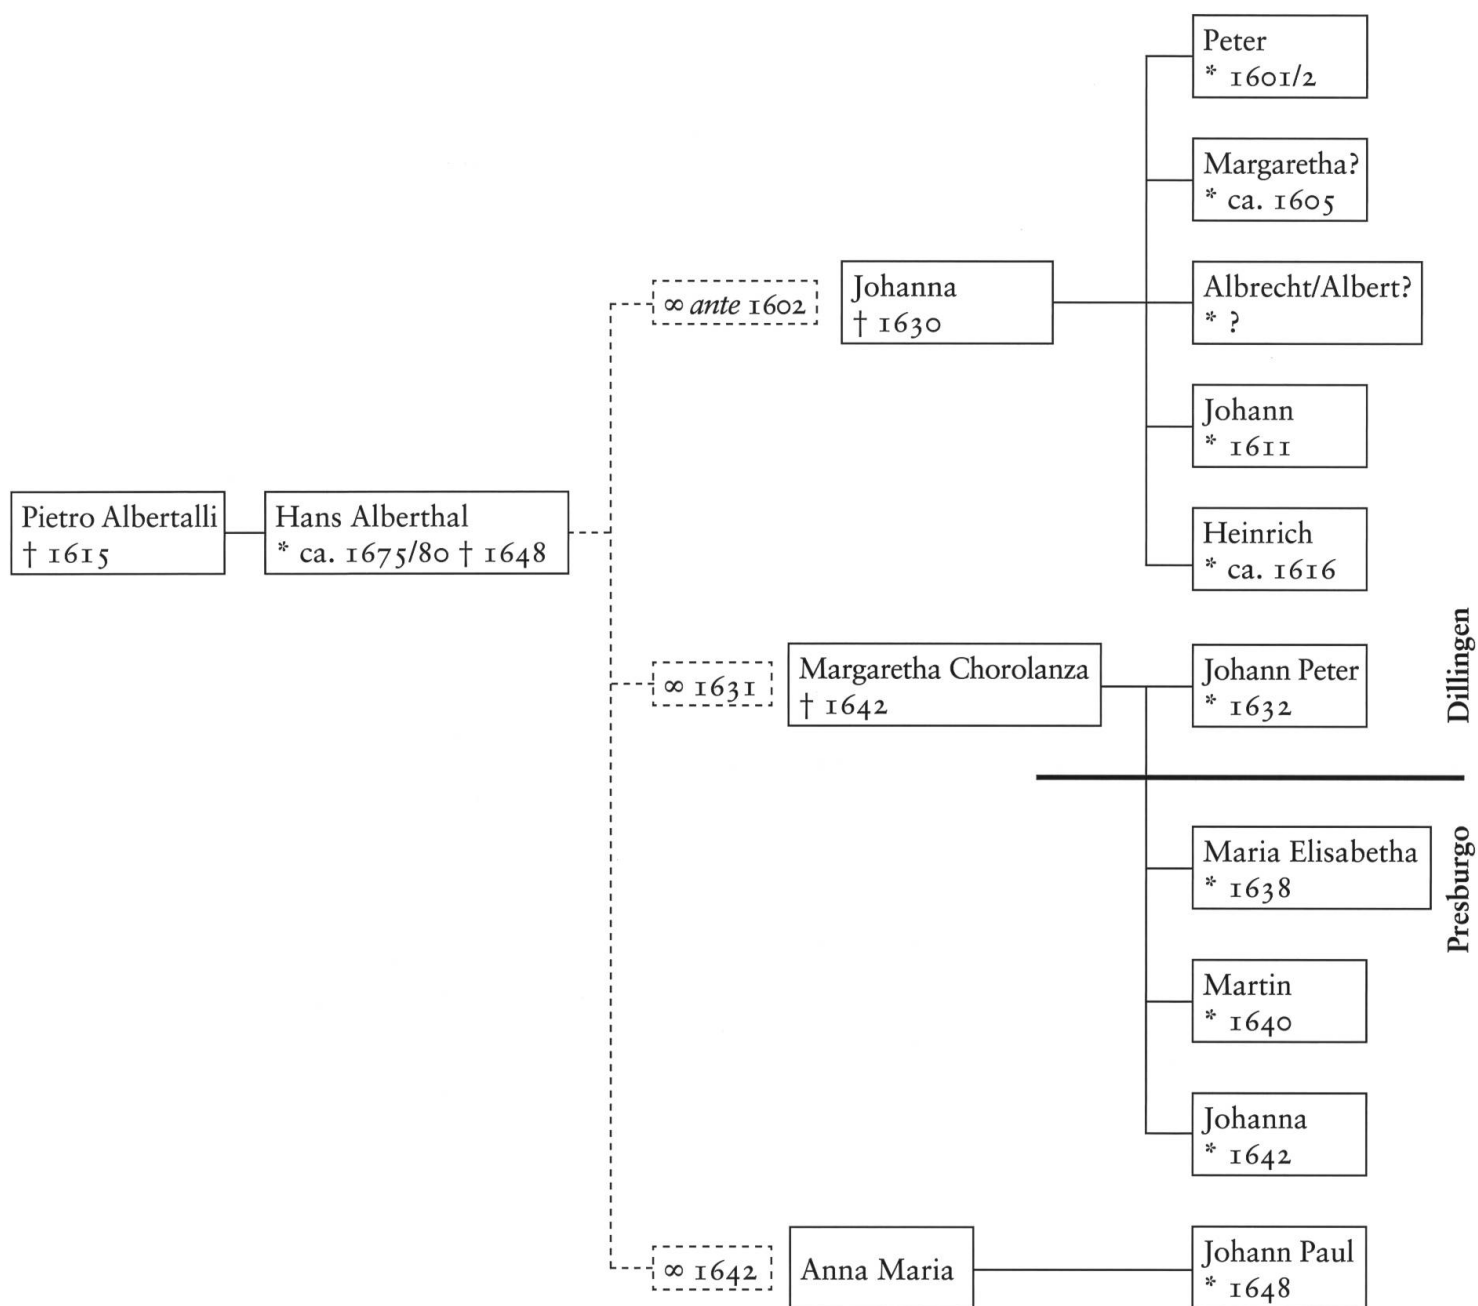 Pietro Albertalli
† 1615
Hans Alberthal
* ca. 1675/80 † 1648
∞ ante 1602
Johanna
† 1630
Peter
* 1601/2
Margaretha?
* ca. 1605
Albrecht/Albert?
* ?
Johann
* 1611
Heinrich
* ca. 1616
∞ 1631
Margaretha Chorolanza
† 1642
Johann Peter
* 1632
Dillingen
Presburgo
Maria Elisabetha
* 1638
Martin
* 1640
Johanna
* 1642
∞ 1642
Anna Maria
Johann Paul
* 1648